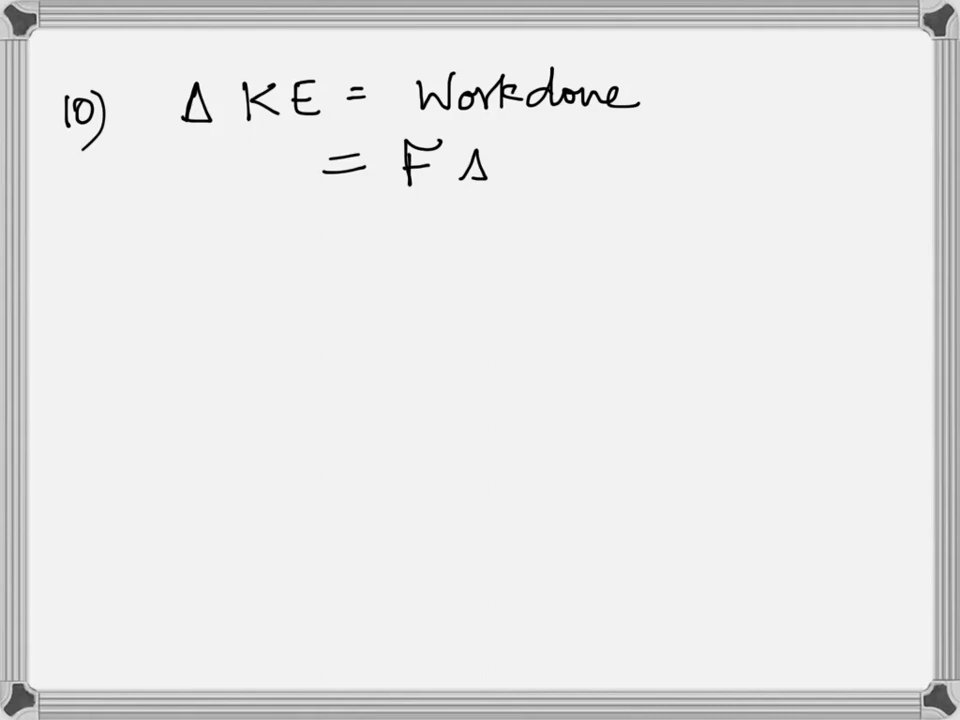 10) Δ KE = Workdone
= F s